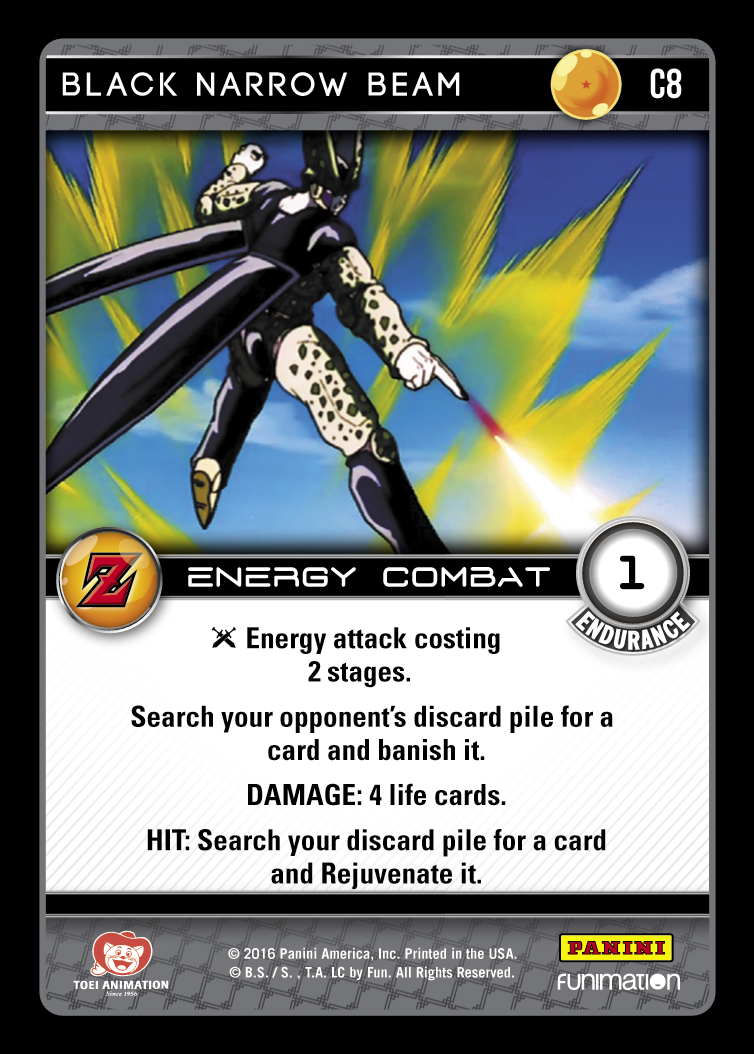 BLACK NARROW BEAM
C8
Z
ENERGY COMBAT
1
ENDURANCE
Energy attack costing
2 stages.
Search your opponent's discard pile for a
card and banish it.
DAMAGE: 4 life cards.
HIT: Search your discard pile for a card
and Rejuvenate it.
TOEI ANIMATION
Since 1956
© 2016 Panini America, Inc. Printed in the USA.
© B.S. / S. , T.A. LC by Fun. All Rights Reserved.
PANINI
FUNIMATION